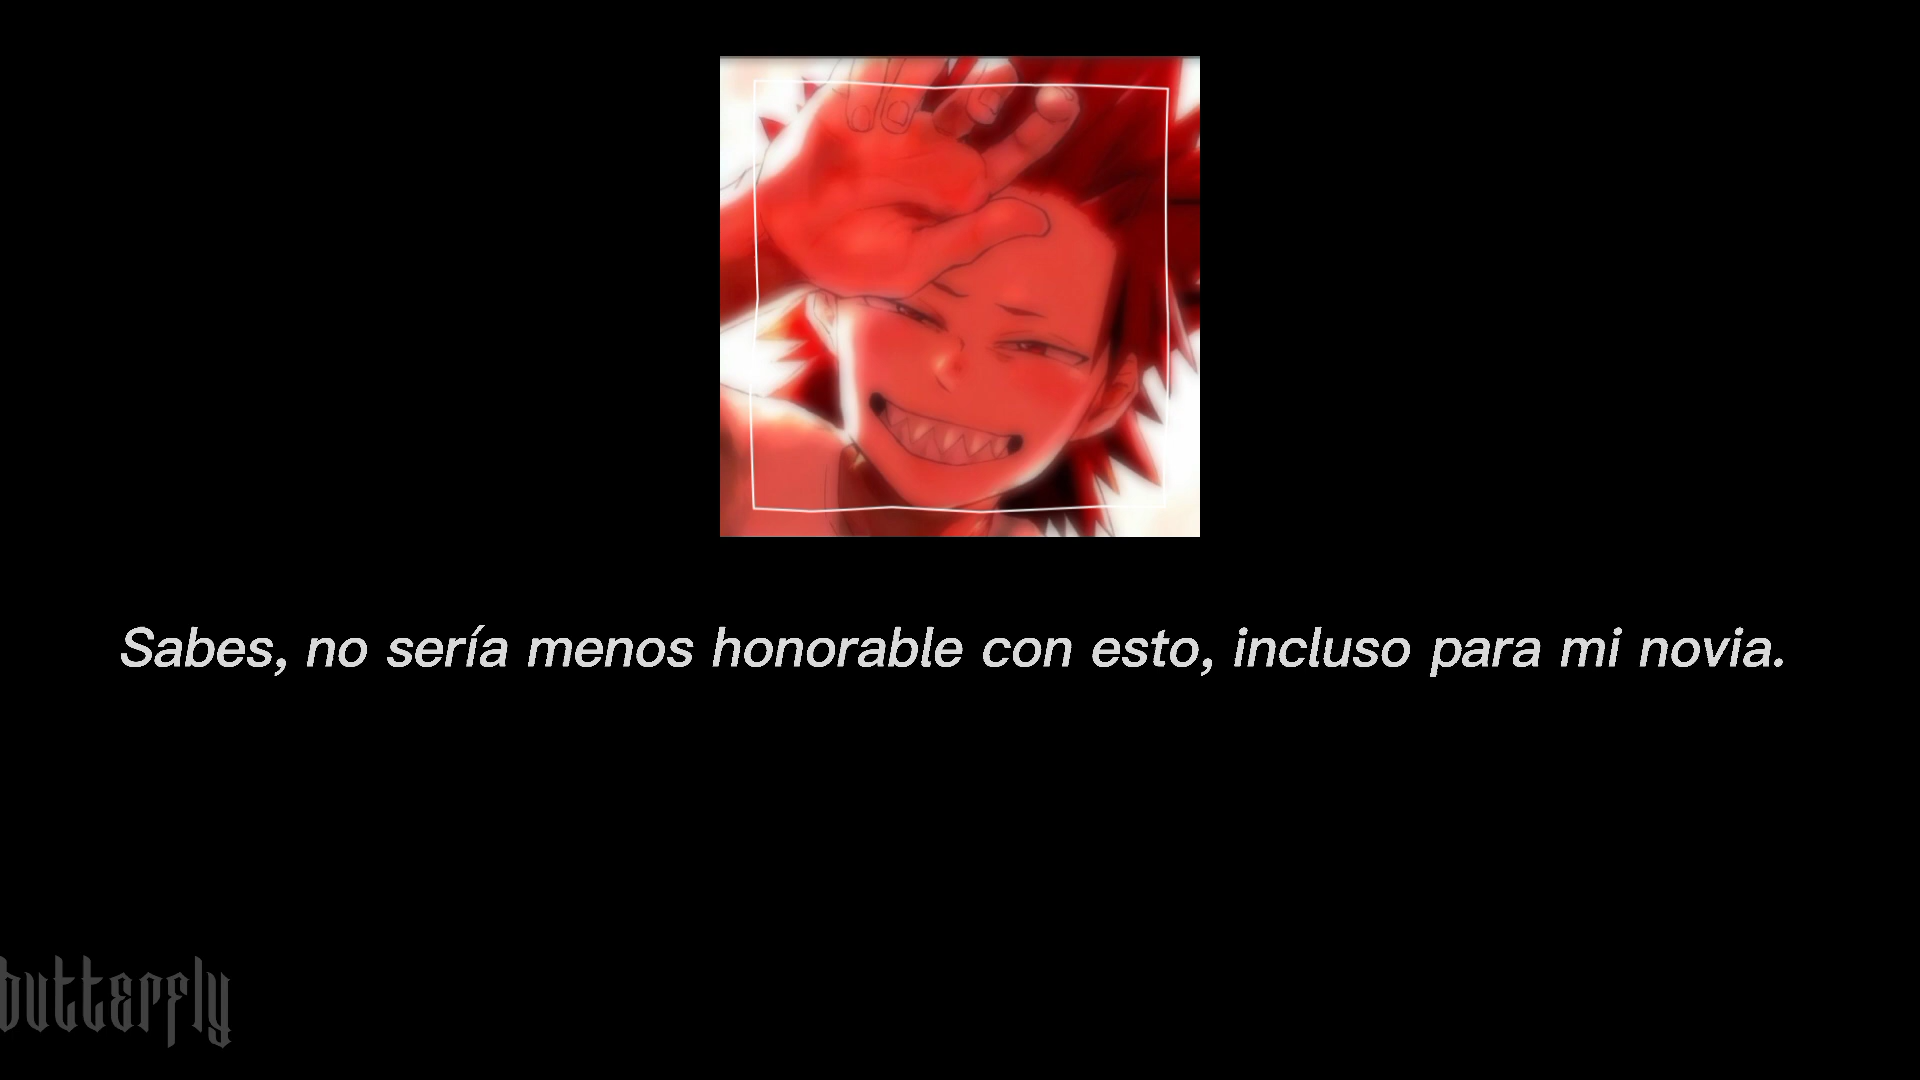 Sabes, no sería menos honorable con esto, incluso para mi novia.
butterfly